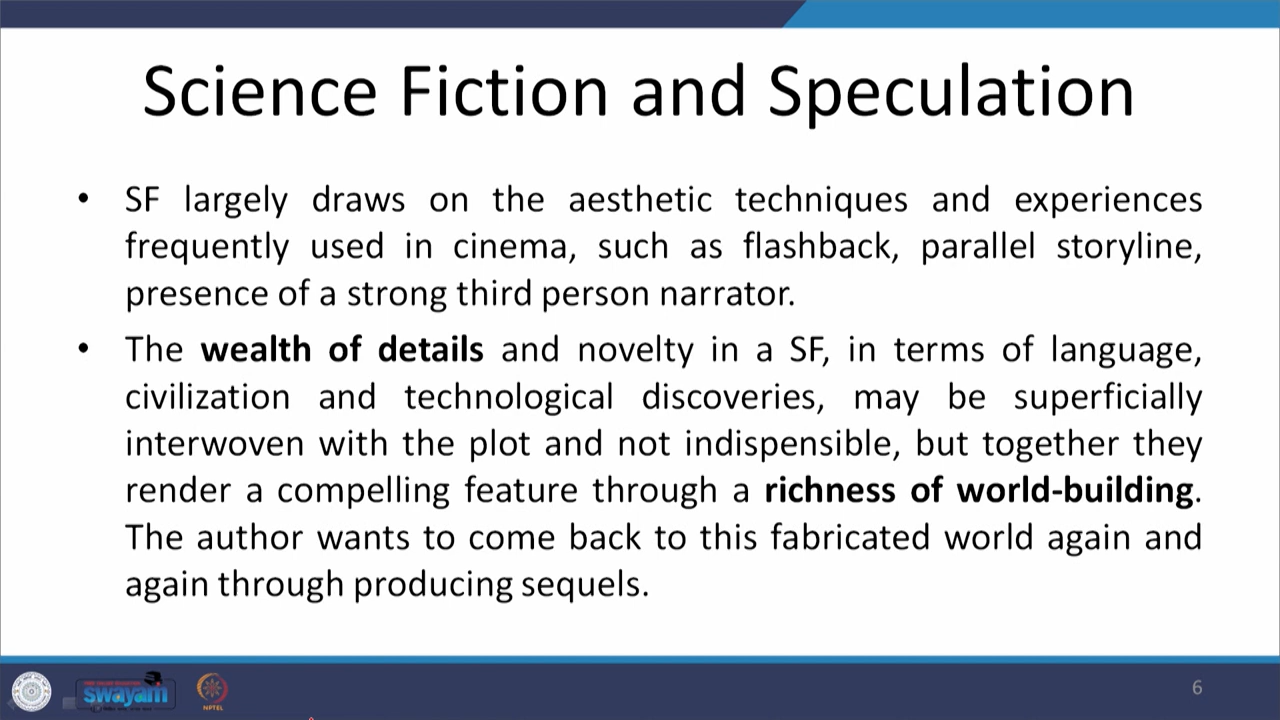 Science Fiction and Speculation
• SF largely draws on the aesthetic techniques and experiences
frequently used in cinema, such as flashback, parallel storyline,
presence of a strong third person narrator.
• The wealth of details and novelty in a SF, in terms of language,
civilization and technological discoveries, may be superficially
interwoven with the plot and not indispensible, but together they
render a compelling feature through a richness of world-building.
The author wants to come back to this fabricated world again and
again through producing sequels.
swayam
NPTEL
6